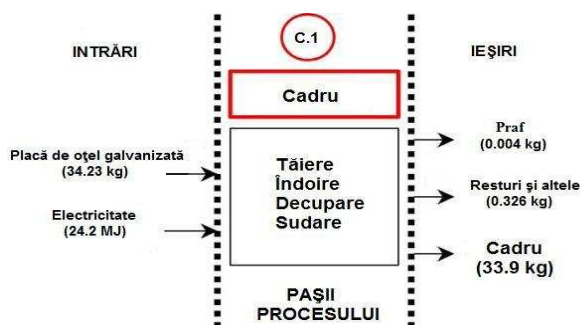 INTRĂRI
C.1
IEŞIRI
Cadru
Placă de oţel galvanizată
(34.23 kg)
Electricitate
(24.2 MJ)
Tăiere
Îndoire
Decupare
Sudare
Praf
(0.004 kg)
Resturi şi altele
(0.326 kg)
Cadru
(33.9 kg)
PAŞII
PROCESULUI